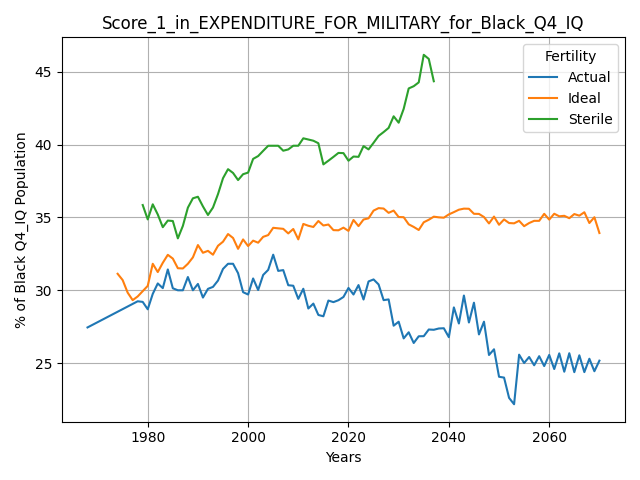 Score_1_in_EXPENDITURE_FOR_MILITARY_for_Black_Q4_IQ
Fertility
Actual
Ideal
Sterile
% of Black Q4_IQ Population
45
40
35
30
25
1980
2000
2020
2040
2060
Years